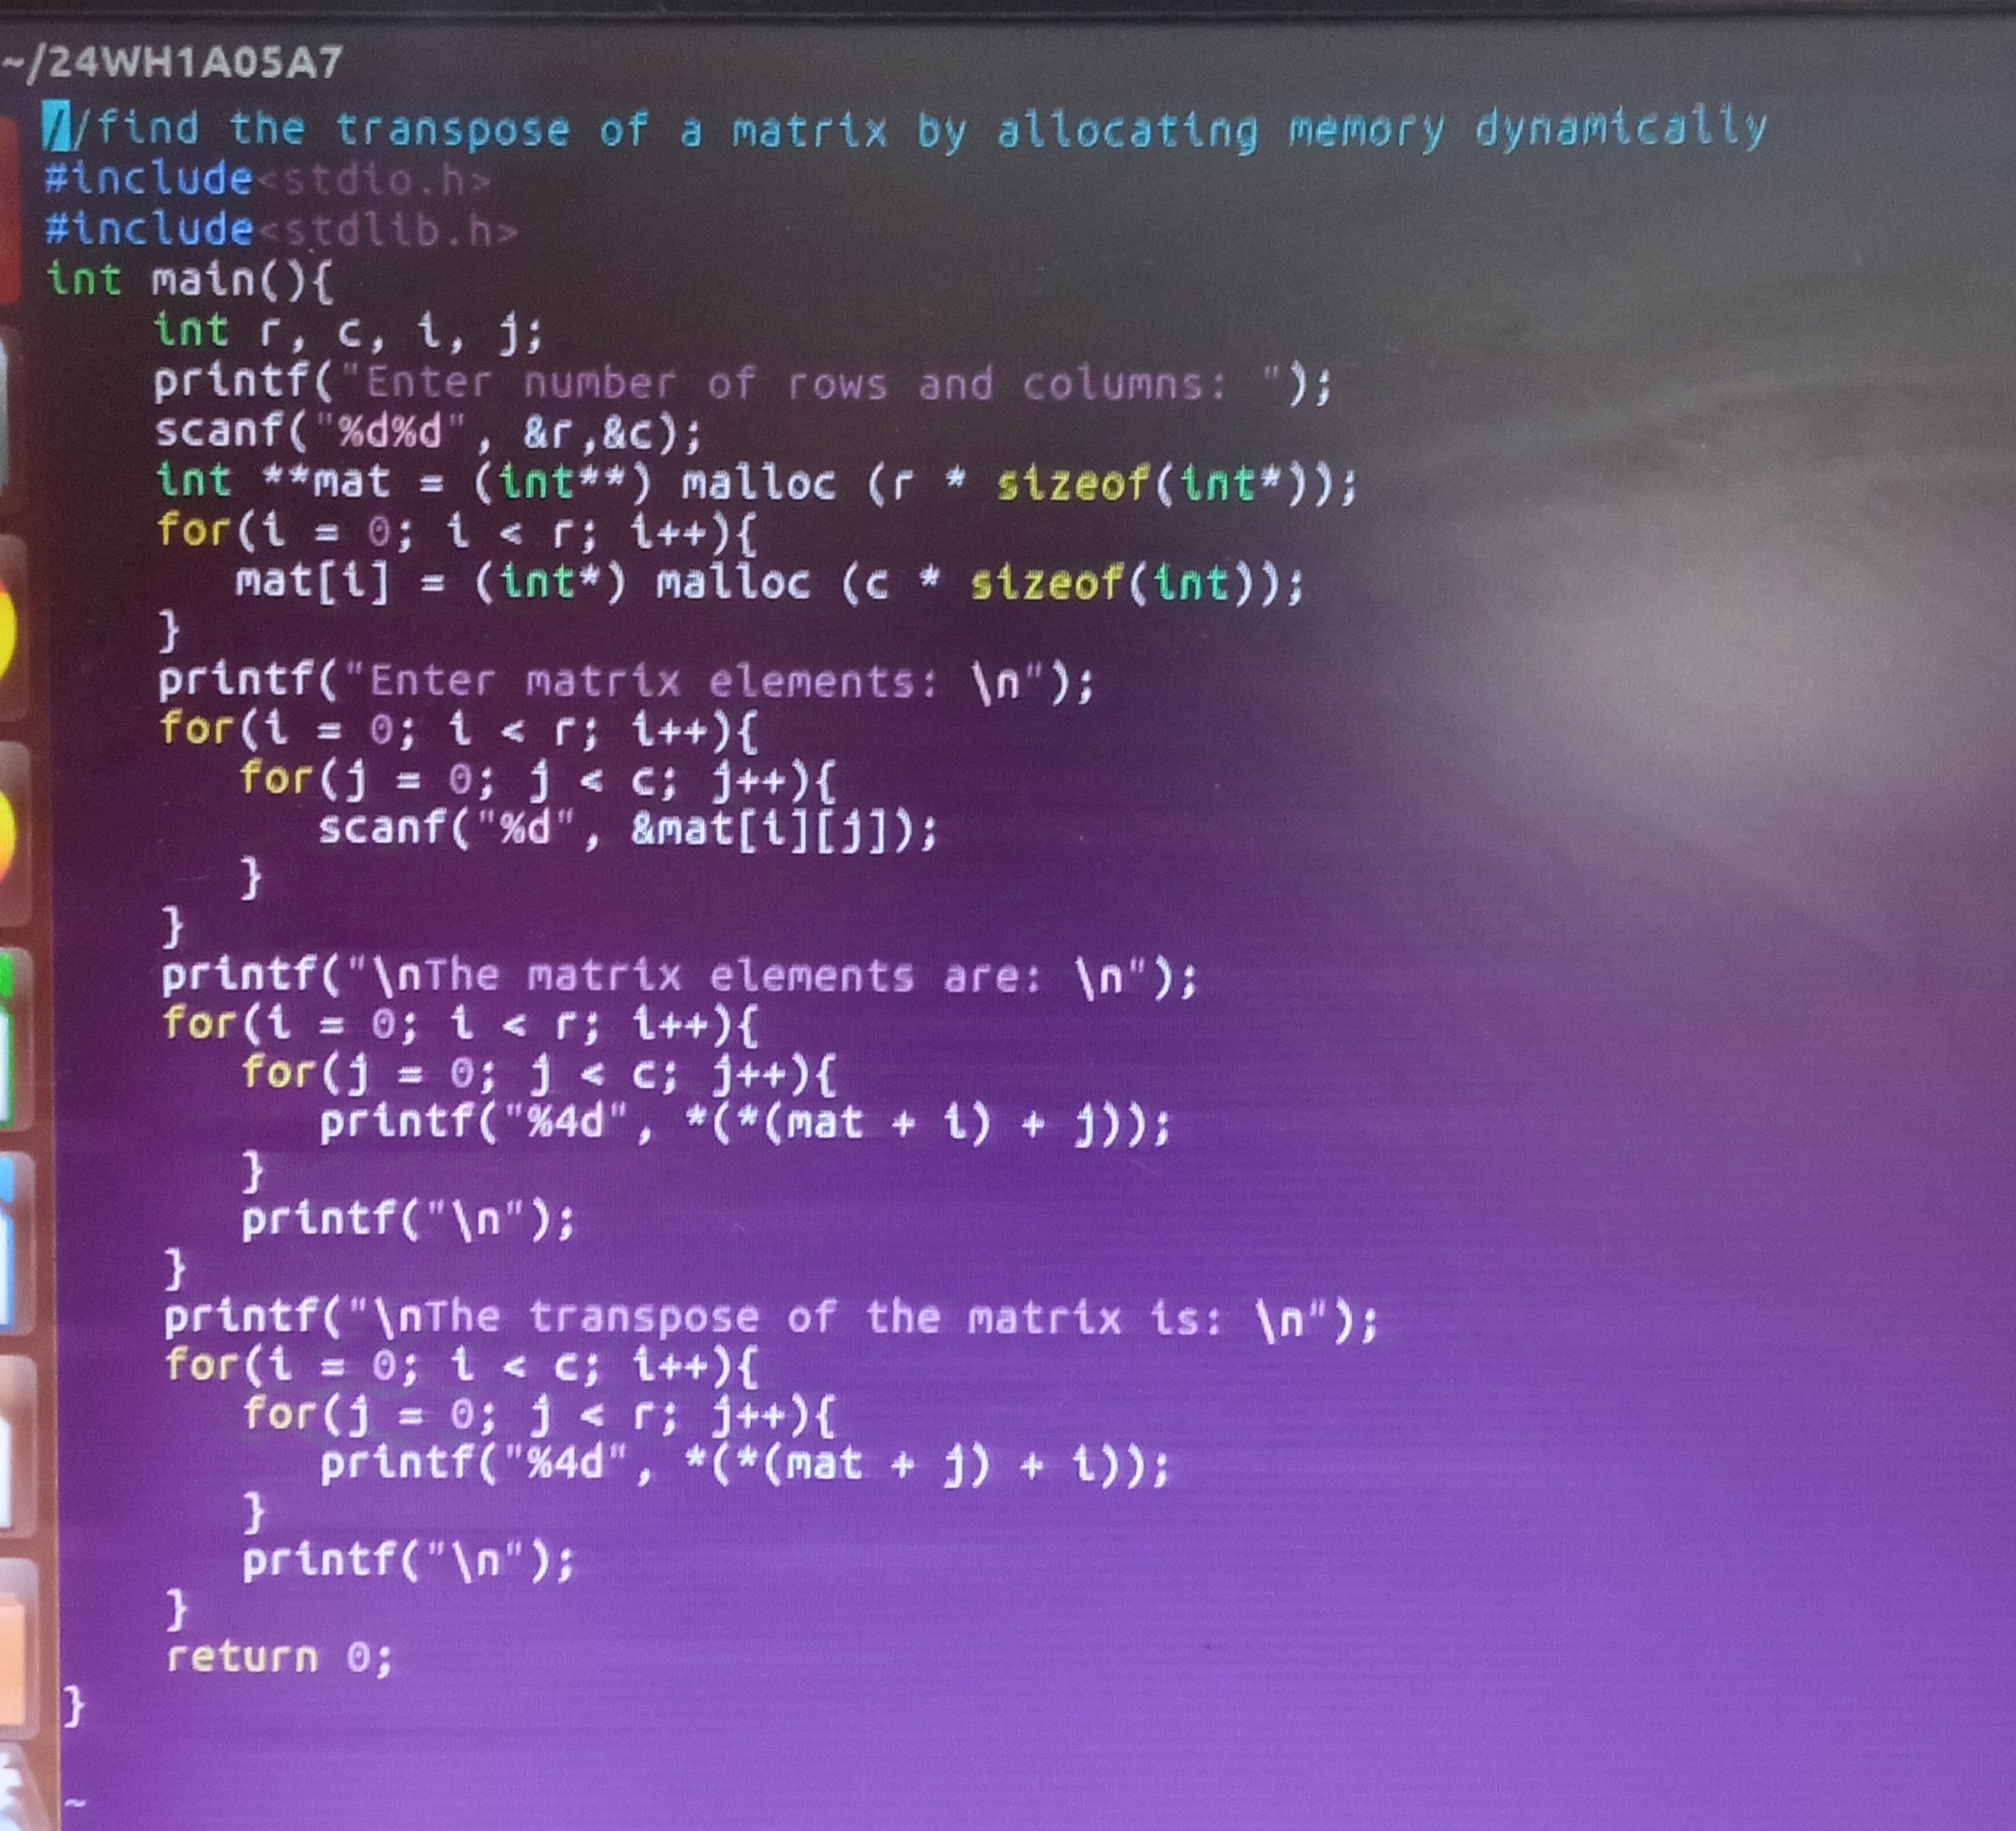 ~/24WH1A05A7
//find the transpose of a matrix by allocating memory dynamically
#include<stdio.h>
#include<stdlib.h>
int main(){
    int r, c, i, j;
    printf("Enter number of rows and columns: ");
    scanf("%d%d", &r,&c);
    int **mat = (int**) malloc (r * sizeof(int*));
    for(i = 0; i < r; i++){
       mat[i] = (int*) malloc (c * sizeof(int));
    }
    printf("Enter matrix elements: \n");
    for(i = 0; i < r; i++){
       for(j = 0; j < c; j++){
          scanf("%d", &mat[i][j]);
       }
    }
    printf("\nThe matrix elements are: \n");
    for(i = 0; i < r; i++){
       for(j = 0; j < c; j++){
          printf("%4d", *(*(mat + i) + j));
       }
       printf("\n");
    }
    printf("\nThe transpose of the matrix is: \n");
    for(i = 0; i < c; i++){
       for(j = 0; j < r; j++){
          printf("%4d", *(*(mat + j) + i));
       }
       printf("\n");
    }
    return 0;
}
~